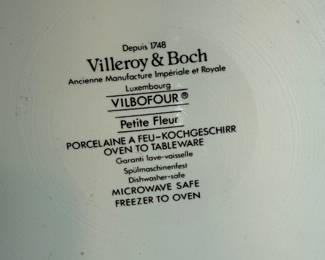 Depuis 1748
Villeroy & Boch
Ancienne Manufacture Impériale et Royale
Luxembourg
VILBOFOUR®
Petite Fleur
PORCELAINE A FEU-KOCHGESCHIRR
OVEN TO TABLEWARE
Garanti lave-vaisselle
Spülmaschinenfest
Dishwasher-safe
MICROWAVE SAFE
FREEZER TO OVEN